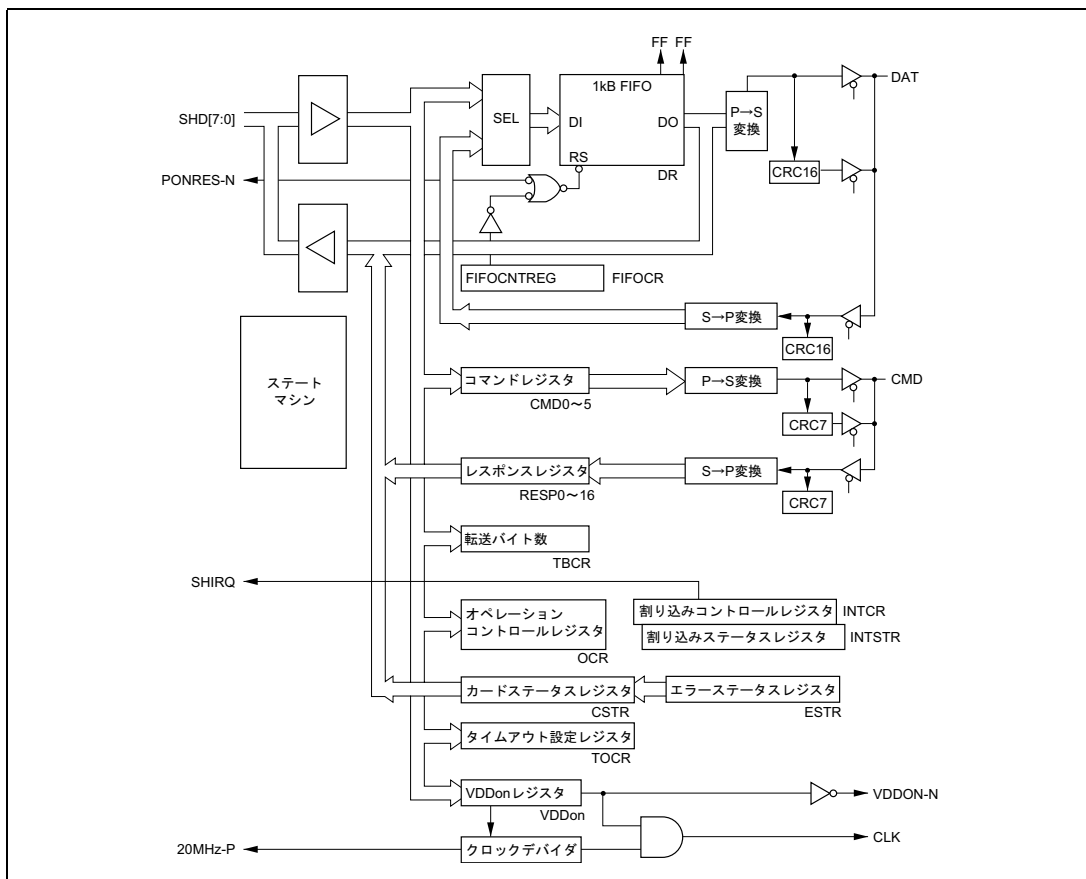 FF FF
1kB FIFO
DAT
SHD[7:0]
SEL
DI
DO
P→S
変換
RS
DR
CRC16
PONRES-N
FIFOCNTREG
FIFOCR
S→P変換
CRC16
ステート
マシン
コマンドレジスタ
P→S変換
CMD
CMD0～5
CRC7
レスポンスレジスタ
S→P変換
RESP0～16
CRC7
転送バイト数
TBCR
SHIRQ
オペレーション
コントロールレジスタ
OCR
割り込みコントロールレジスタ
INTCR
割り込みステータスレジスタ
INTSTR
カードステータスレジスタ
CSTR
エラーステータスレジスタ
ESTR
タイムアウト設定レジスタ
TOCR
VDDonレジスタ
VDDon
VDDON-N
20MHz-P
クロックデバイダ
CLK